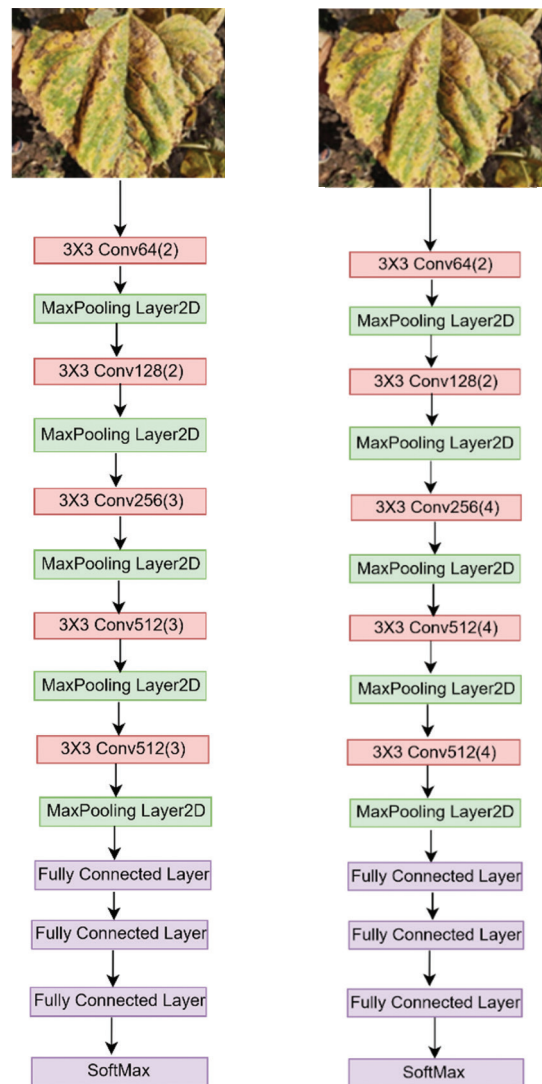 3X3 Conv64(2)
MaxPooling Layer2D
3X3 Conv128(2)
MaxPooling Layer2D
3X3 Conv256(3)
MaxPooling Layer2D
3X3 Conv512(3)
MaxPooling Layer2D
3X3 Conv512(3)
MaxPooling Layer2D
Fully Connected Layer
Fully Connected Layer
Fully Connected Layer
SoftMax
3X3 Conv64(2)
MaxPooling Layer2D
3X3 Conv128(2)
MaxPooling Layer2D
3X3 Conv256(4)
MaxPooling Layer2D
3X3 Conv512(4)
MaxPooling Layer2D
3X3 Conv512(4)
MaxPooling Layer2D
Fully Connected Layer
Fully Connected Layer
Fully Connected Layer
SoftMax